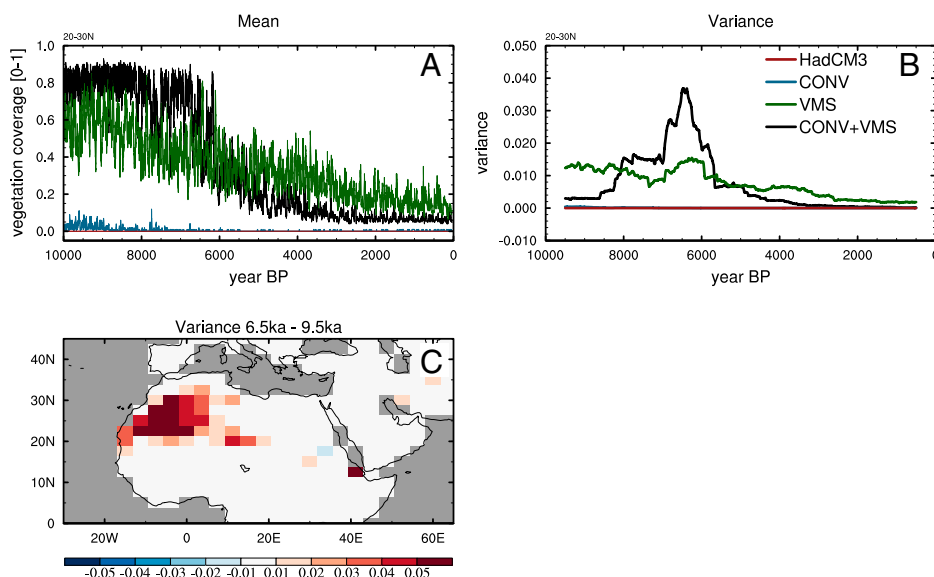 Mean
20-30N
A
vegetation coverage [0-1]
1.0
0.8
0.6
0.4
0.2
0.0
10000 8000 6000 4000 2000 0
year BP
Variance
20-30N
B
HadCM3
CONV
VMS
CONV+VMS
variance
0.050
0.040
0.030
0.020
0.010
0.000
-0.010
10000 8000 6000 4000 2000 0
year BP
Variance 6.5ka - 9.5ka
C
40N
30N
20N
10N
0
20W 0 20E 40E 60E
-0.05 -0.04 -0.03 -0.02 -0.01 0.01 0.02 0.03 0.04 0.05